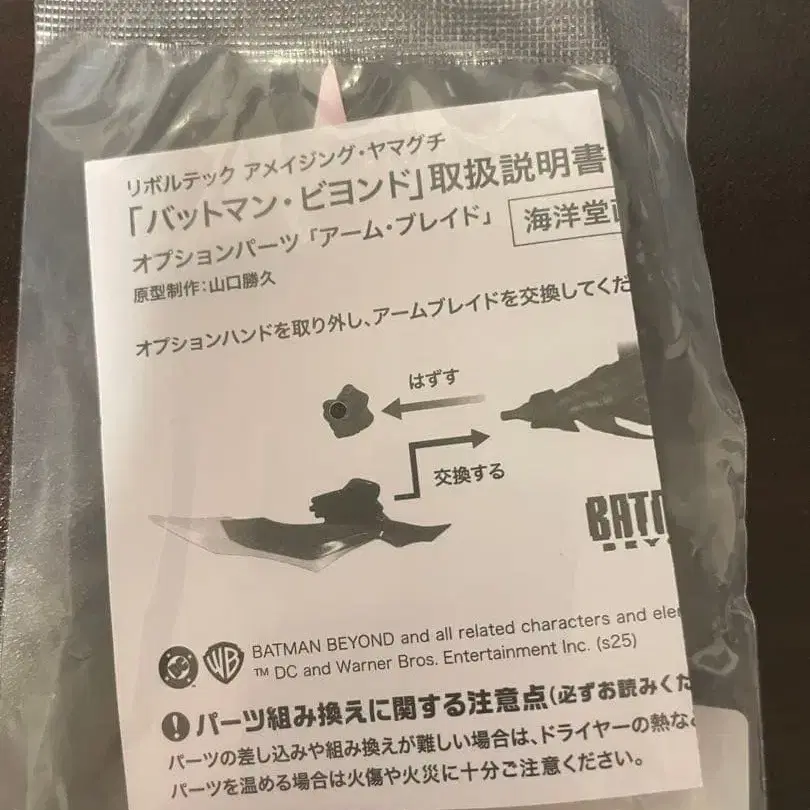 リボルテック アメイジング・ヤマグチ
「バットマン・ビヨンド」取扱説明書
オプションパーツ「アーム・ブレイド」
海洋堂
原型制作:山口勝久
オプションハンドを取り外し、アームブレイドを交換してくだ
はずす
交換する
BAT
BEY
DC
WB
BATMAN BEYOND and all related characters and ele
™ DC and Warner Bros. Entertainment Inc. (s25)
パーツ組み換えに関する注意点(必ずお読みくだ
パーツの差し込みや組み換えが難しい場合は、ドライヤーの熱な
パーツを温める場合は火傷や火災に十分ご注意ください。